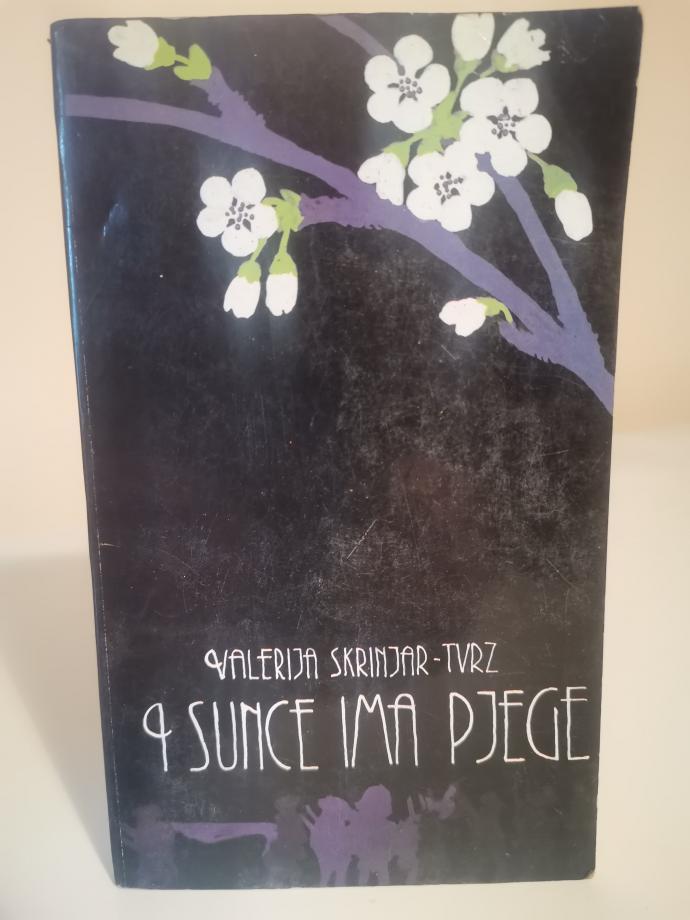 VALERIJA SKRINJAR-TVRZ
I SUNCE IMA PJEGE